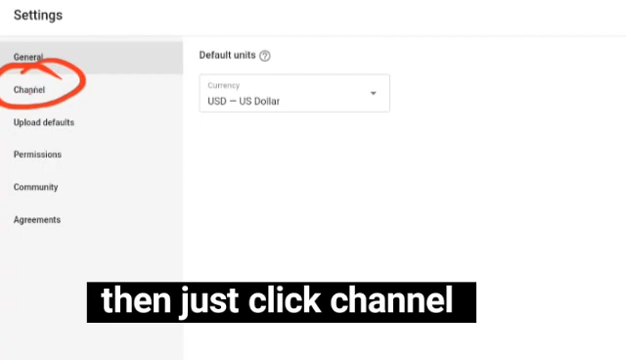 Settings
General
Channel
Upload defaults
Permissions
Community
Agreements
Default units
Currency
USD — US Dollar
then just click channel